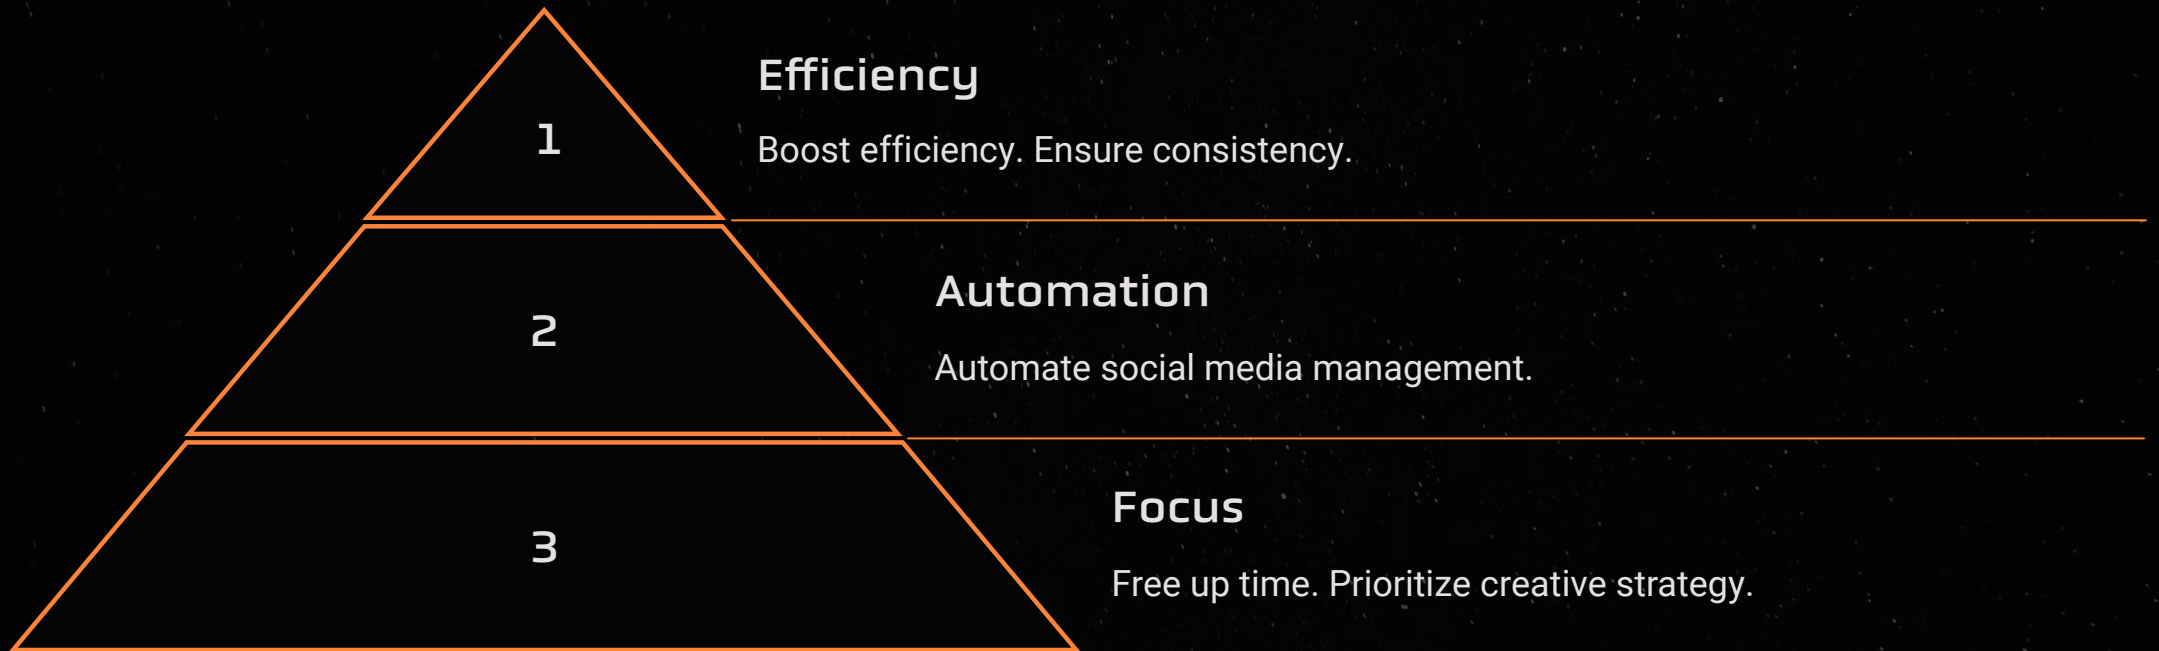 1
Efficiency
Boost efficiency. Ensure consistency.
2
Automation
Automate social media management.
3
Focus
Free up time. Prioritize creative strategy.